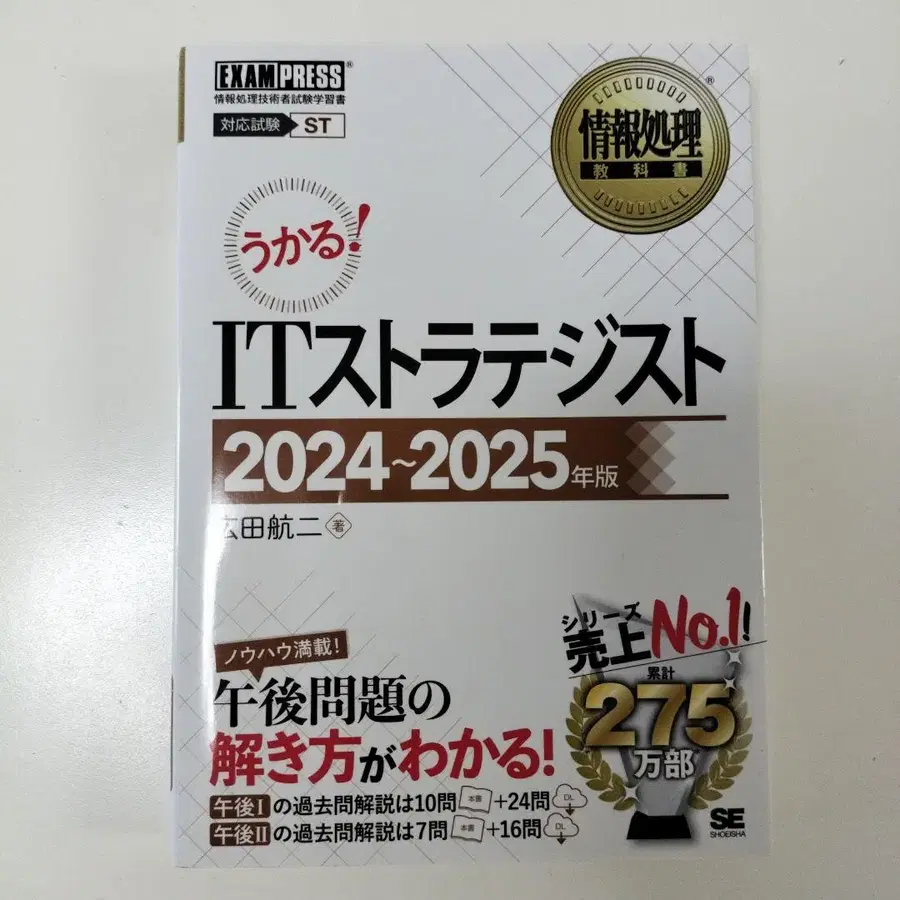 EXAMPRESS®
情報処理技術者試験学習書
対応試験 ST
情報処理®
教科書
うかる!
ITストラテジスト
2024~2025年版
広田航二 著
シリーズ
売上No.1!
累計
275
万部
ノウハウ満載!
午後問題の
解き方がわかる!
午後Ⅰの過去問解説は10問 本書 +24問 DL
午後Ⅱの過去問解説は7問 本書 +16問 DL
SE
SHOEISHA